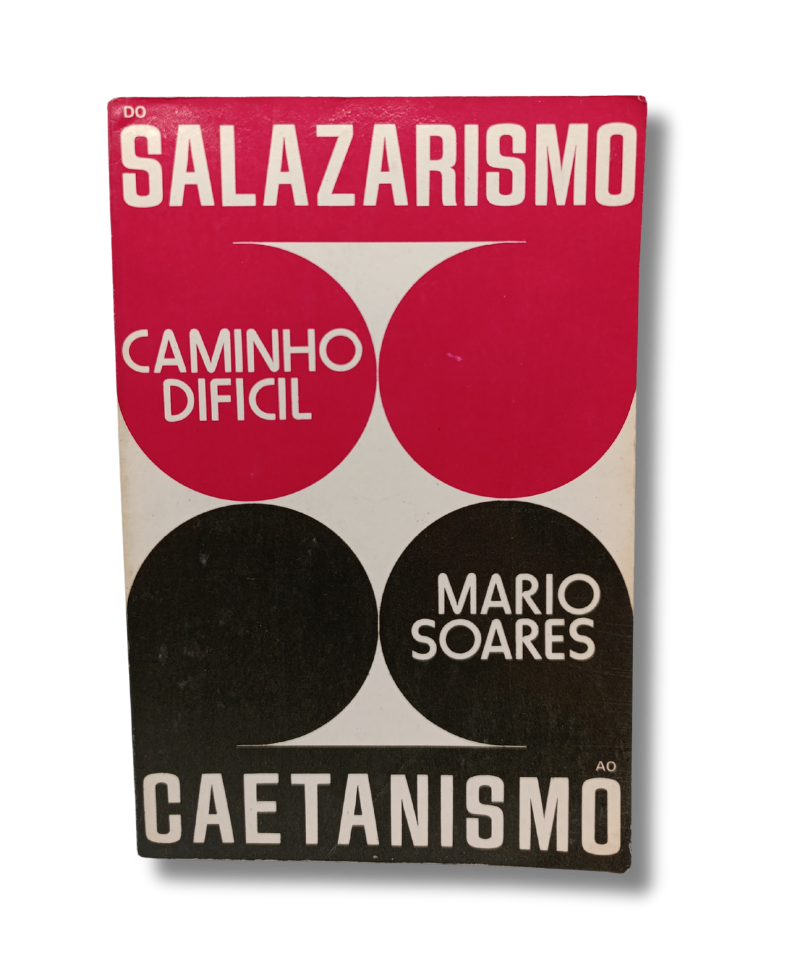 DO
SALAZARISMO
CAMINHO
DIFICIL
MARIO
SOARES
AO
CAETANISMO